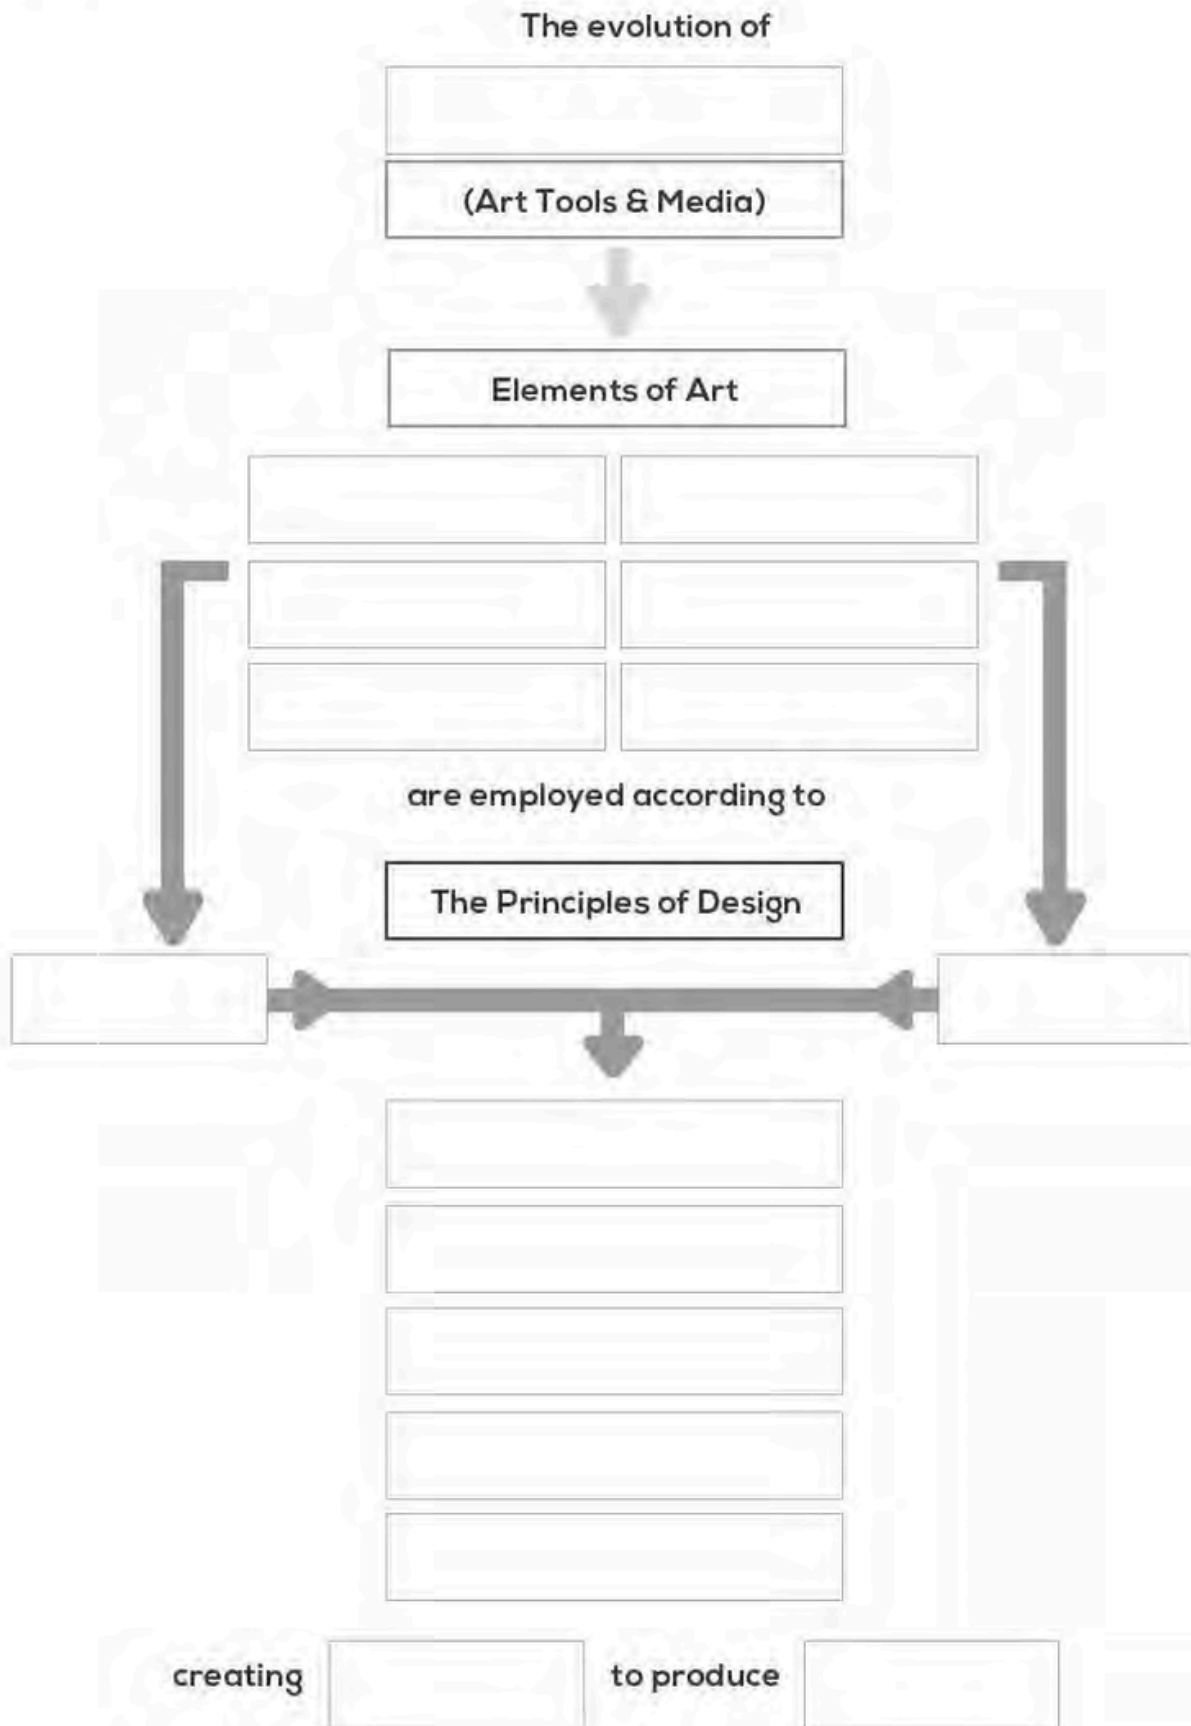 The evolution of
(Art Tools & Media)
Elements of Art
are employed according to
The Principles of Design
creating
to produce